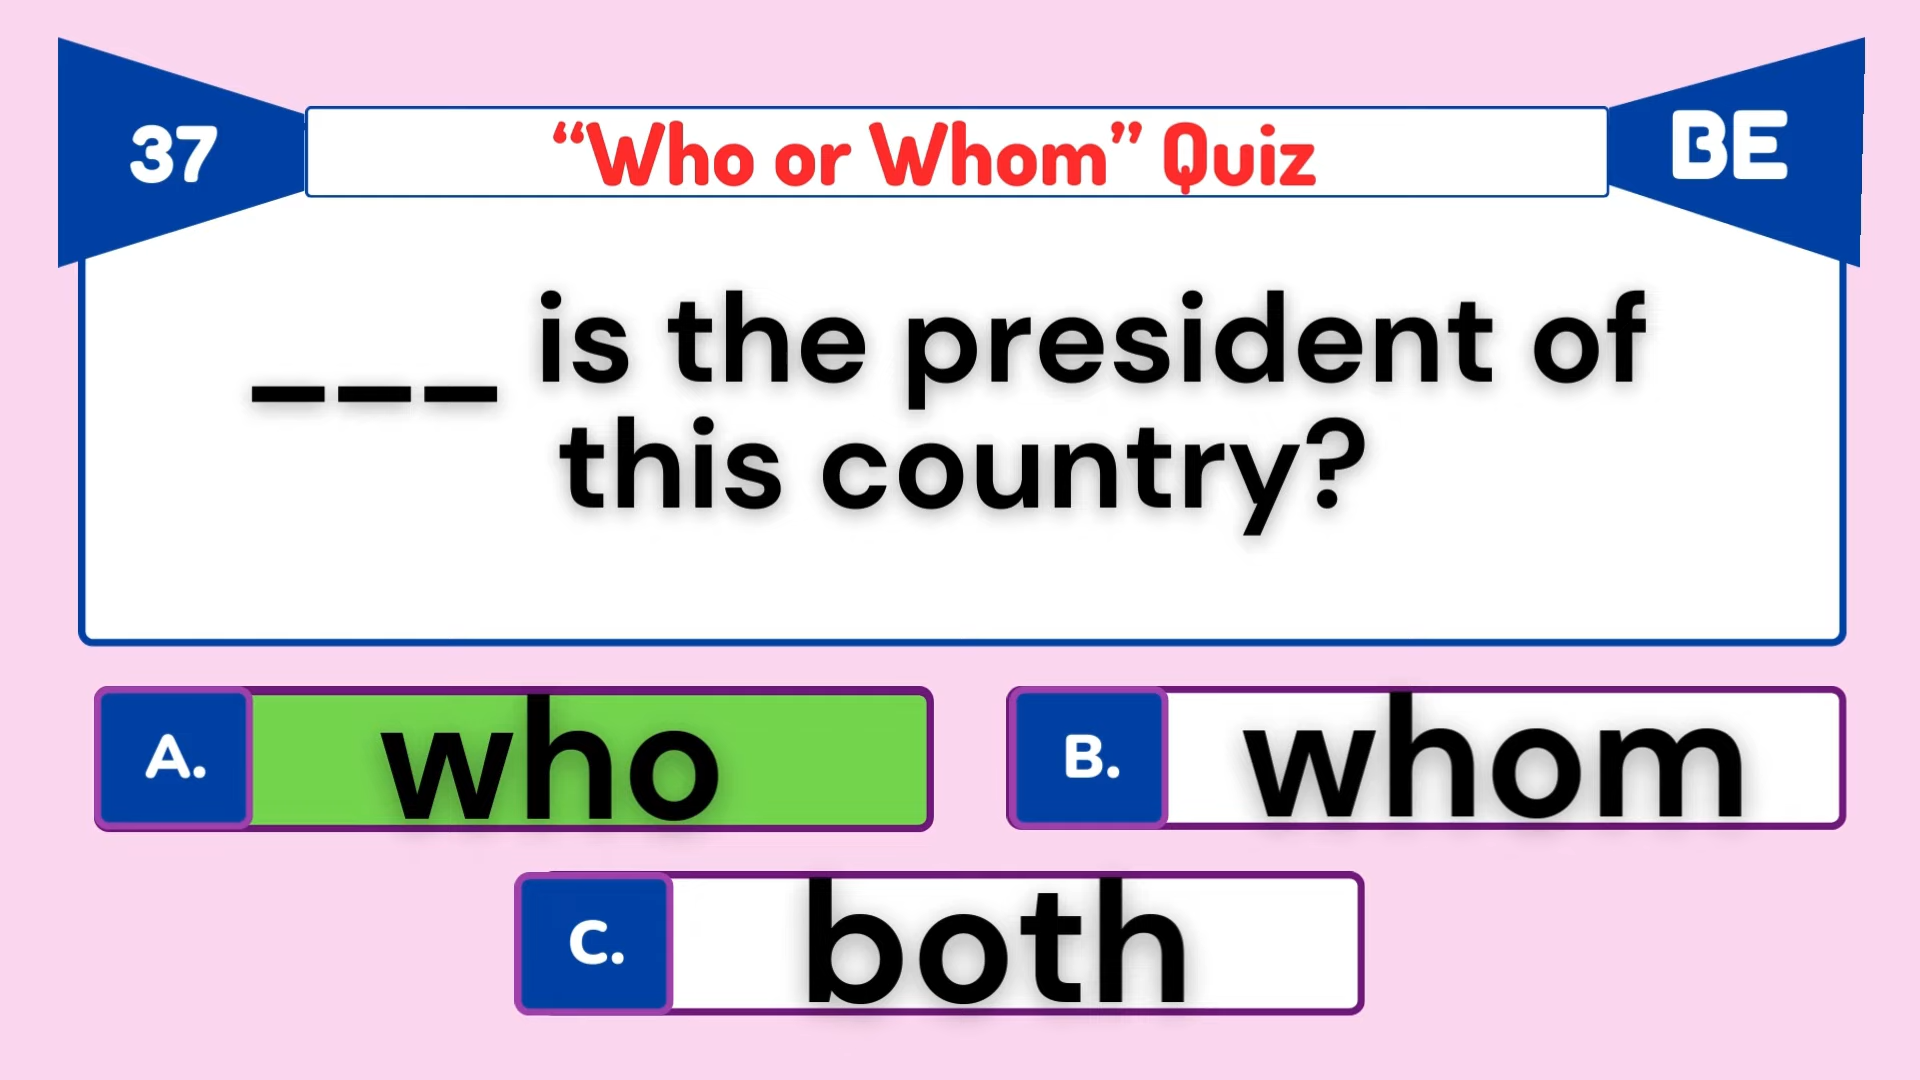 37
“Who or Whom” Quiz
BE
___ is the president of
this country?
A. who
B. whom
C. both